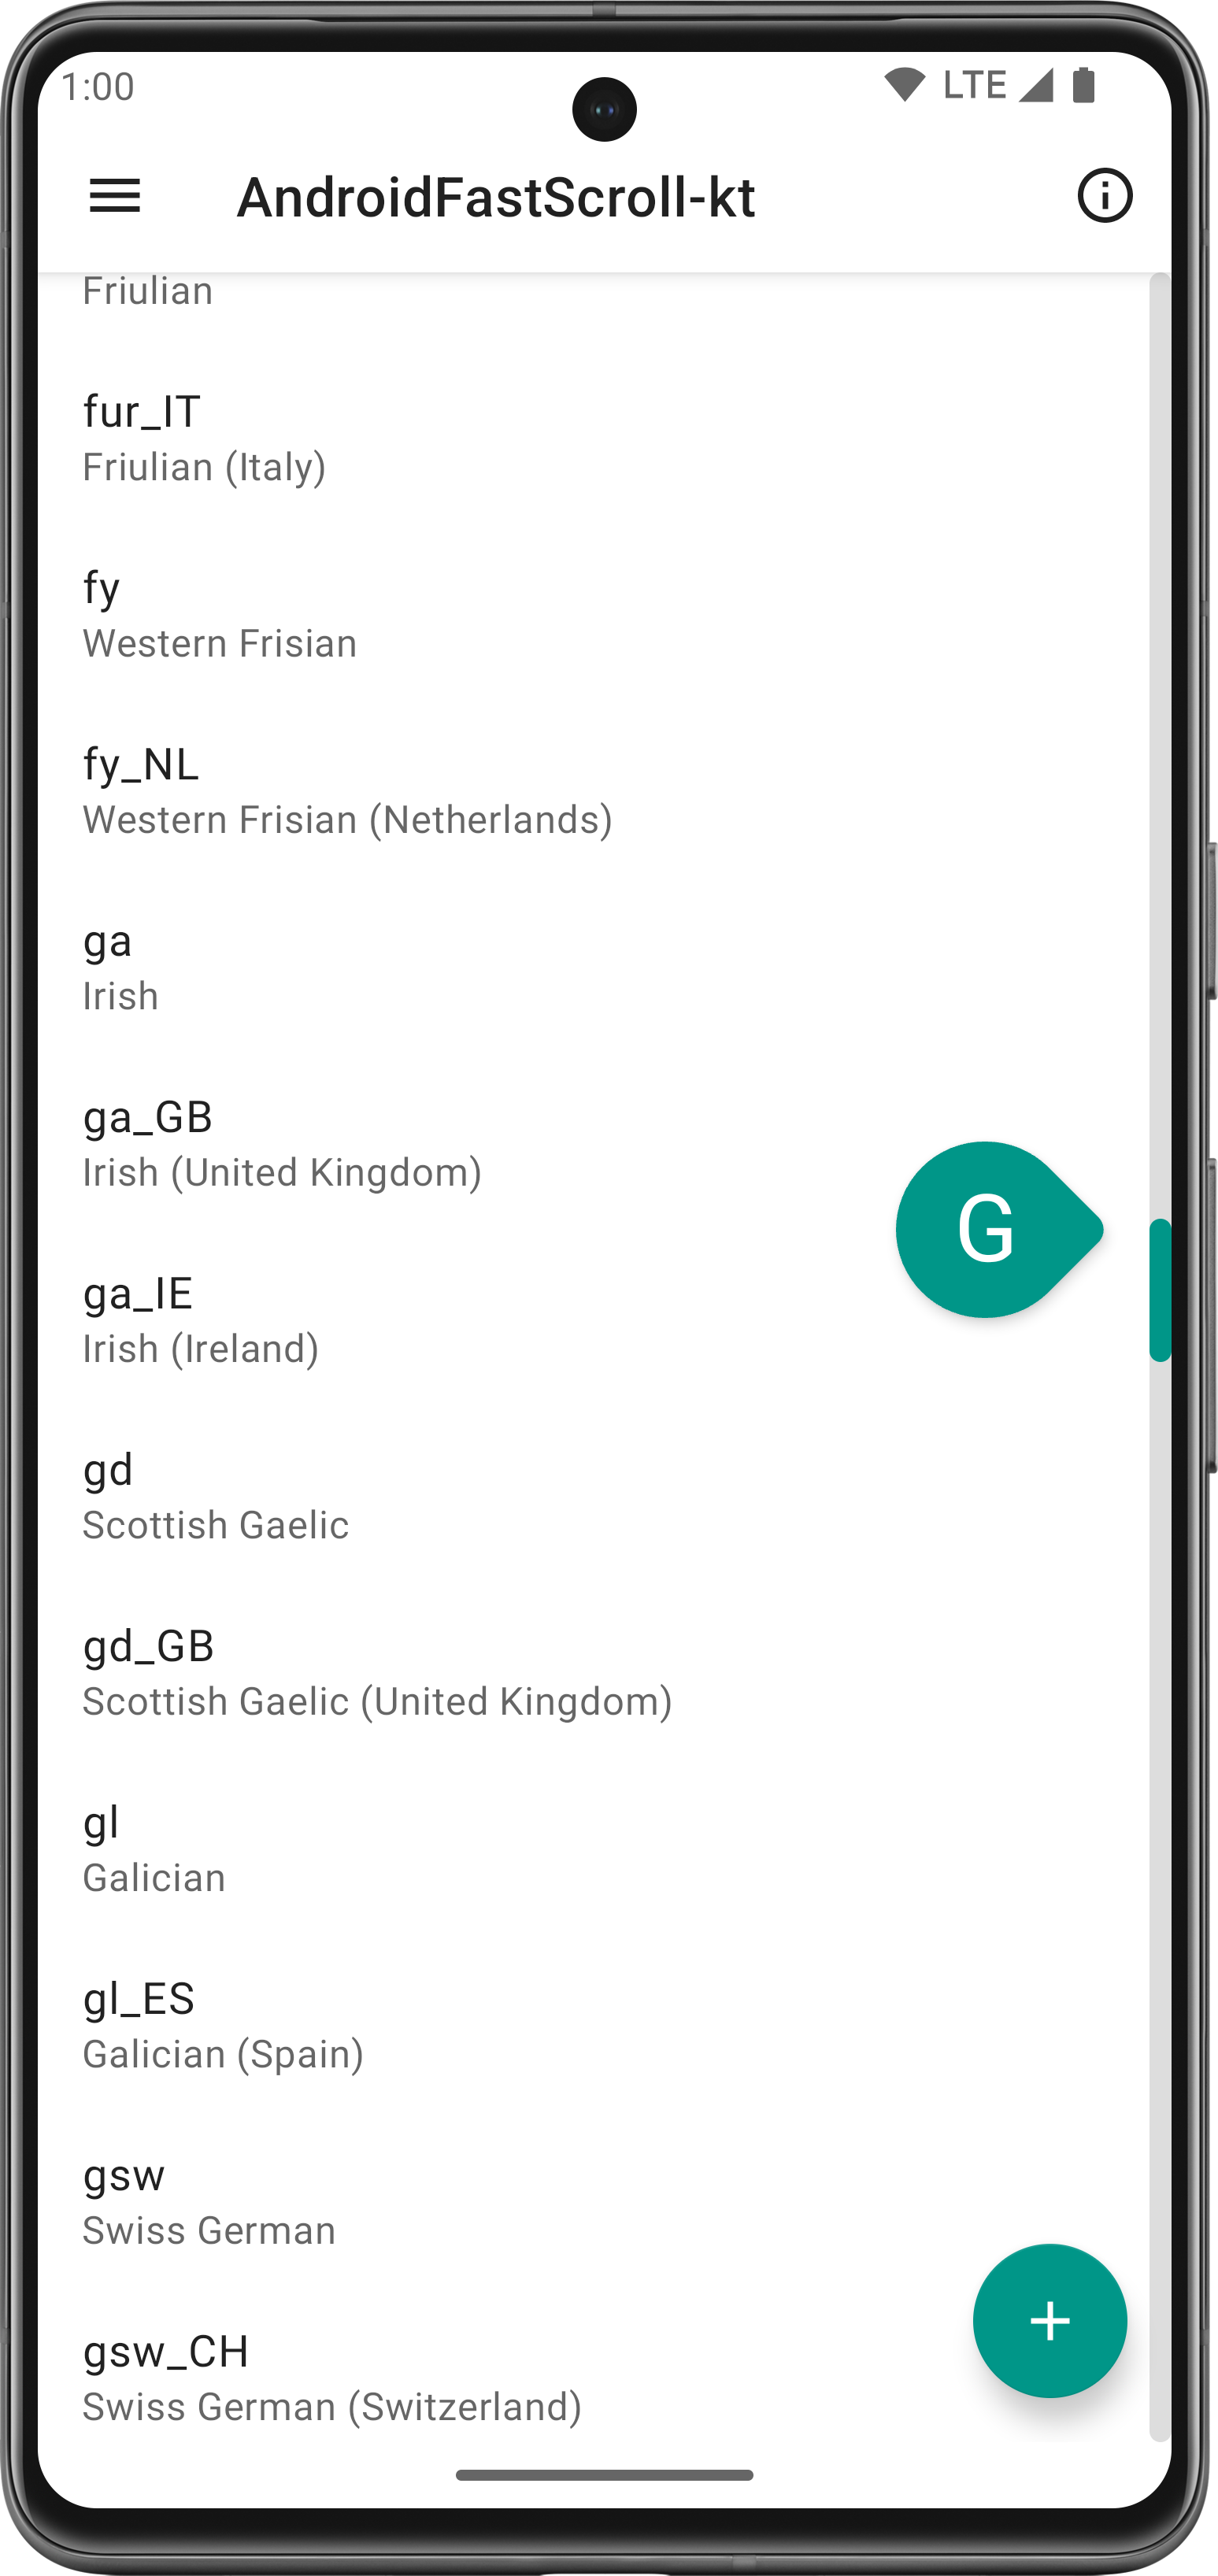 1:00 LTE
AndroidFastScroll-kt
Friulian
fur_IT
Friulian (Italy)
fy
Western Frisian
fy_NL
Western Frisian (Netherlands)
ga
Irish
ga_GB
Irish (United Kingdom)
G
ga_IE
Irish (Ireland)
gd
Scottish Gaelic
gd_GB
Scottish Gaelic (United Kingdom)
gl
Galician
gl_ES
Galician (Spain)
gsw
Swiss German
gsw_CH
Swiss German (Switzerland)